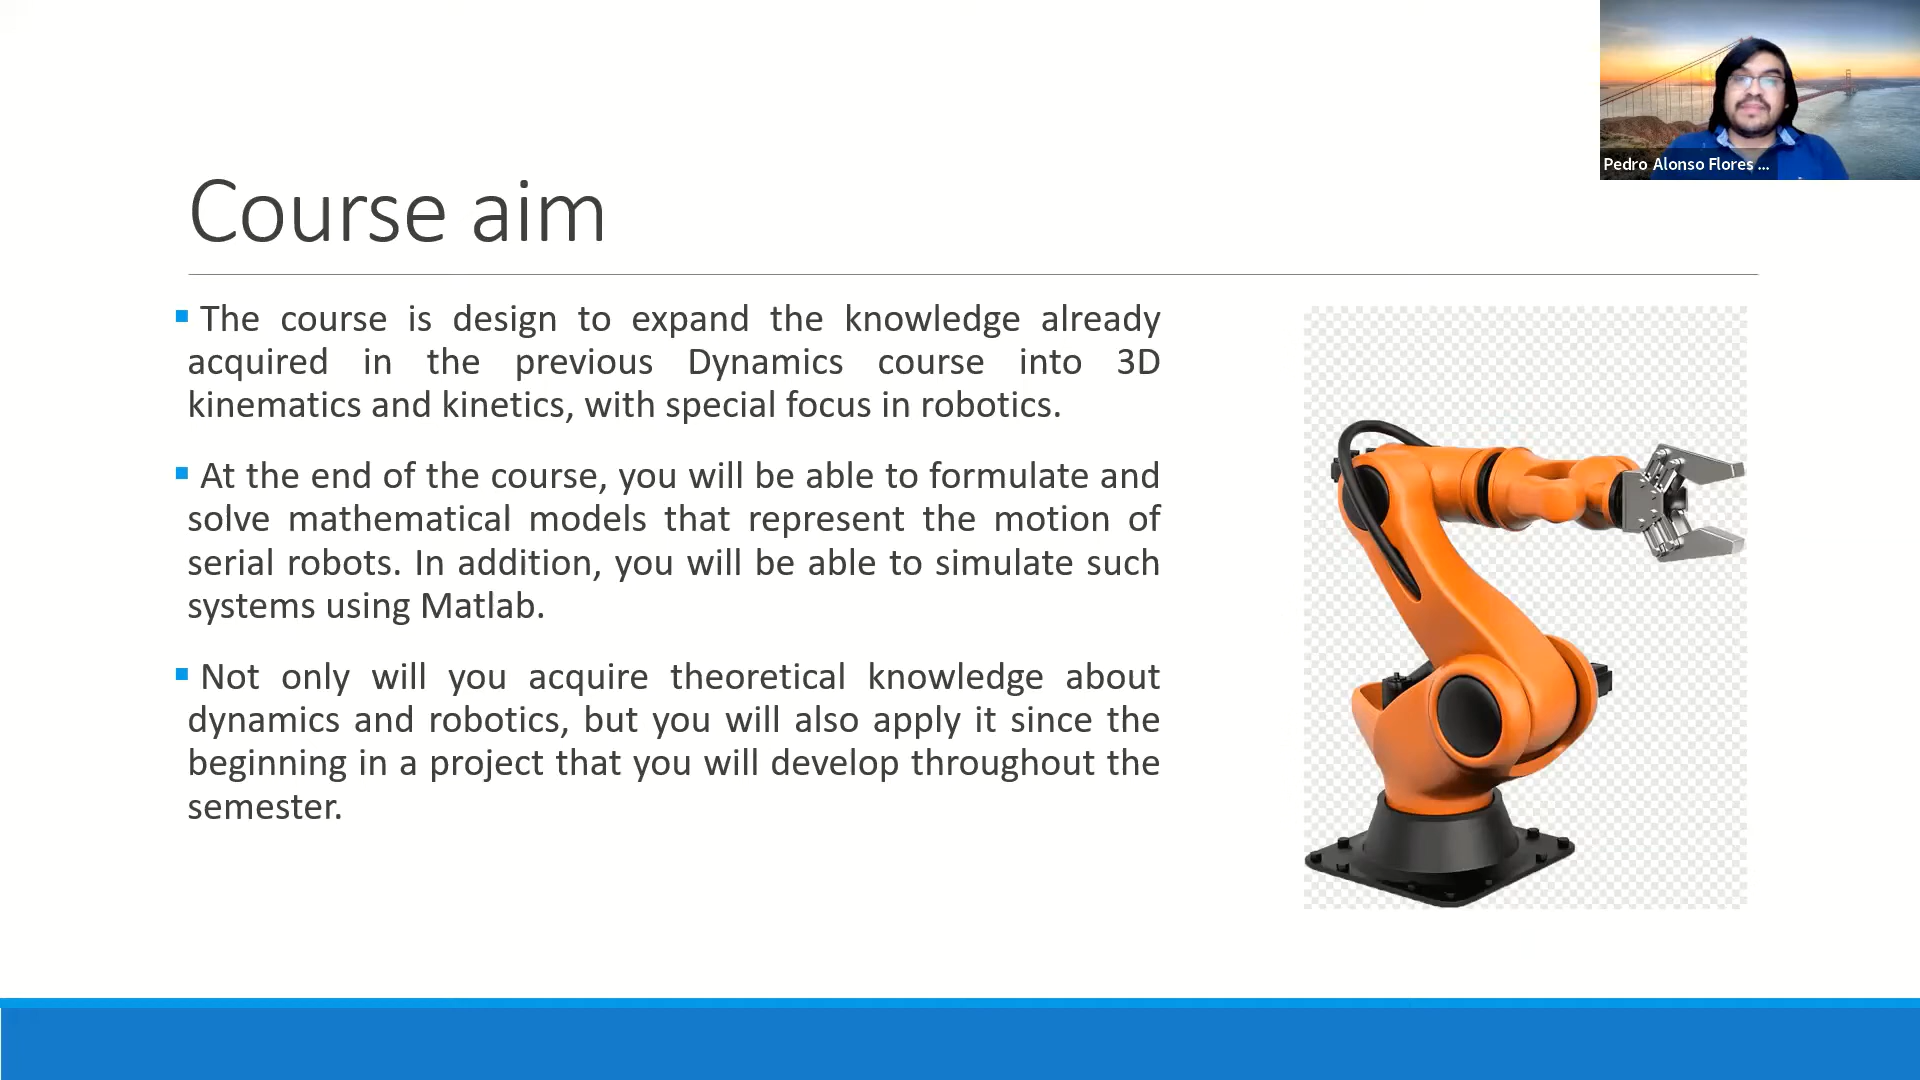 Pedro Alonso Flores ...
Course aim
The course is design to expand the knowledge already
acquired in the previous Dynamics course into 3D
kinematics and kinetics, with special focus in robotics.
At the end of the course, you will be able to formulate and
solve mathematical models that represent the motion of
serial robots. In addition, you will be able to simulate such
systems using Matlab.
Not only will you acquire theoretical knowledge about
dynamics and robotics, but you will also apply it since the
beginning in a project that you will develop throughout the
semester.